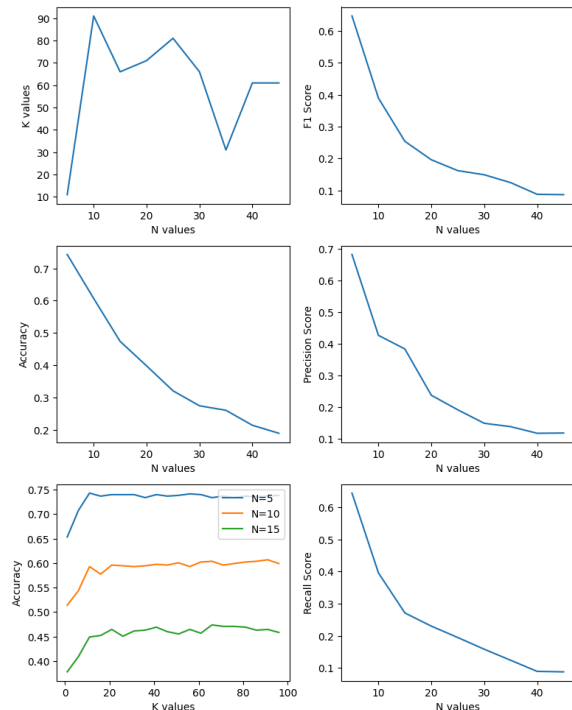 90
80
70
60
50
40
30
20
10
K values
10 20 30 40
N values
0.6
0.5
0.4
0.3
0.2
0.1
F1 Score
10 20 30 40
N values
0.7
0.6
0.5
0.4
0.3
0.2
Accuracy
10 20 30 40
N values
0.7
0.6
0.5
0.4
0.3
0.2
0.1
Precision Score
10 20 30 40
N values
0.75
0.70
0.65
0.60
0.55
0.50
0.45
0.40
Accuracy
N=5
N=10
N=15
0 20 40 60 80 100
K values
0.6
0.5
0.4
0.3
0.2
0.1
Recall Score
10 20 30 40
N values